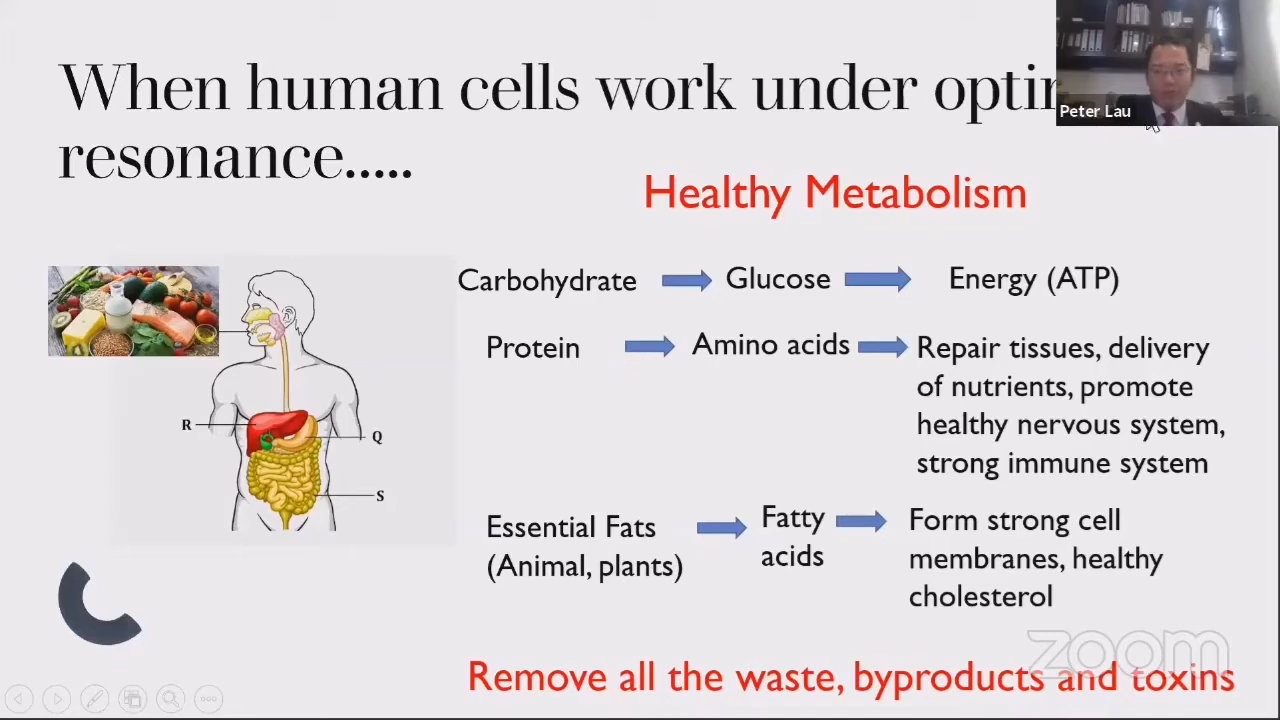 When human cells work under optim
resonance.....
Peter Lau
Healthy Metabolism
Carbohydrate
Glucose
Energy (ATP)
Protein
Amino acids
Repair tissues, delivery
of nutrients, promote
healthy nervous system,
strong immune system
R
Q
S
Essential Fats
(Animal, plants)
Fatty
acids
Form strong cell
membranes, healthy
cholesterol
zoom
Remove all the waste, byproducts and toxins